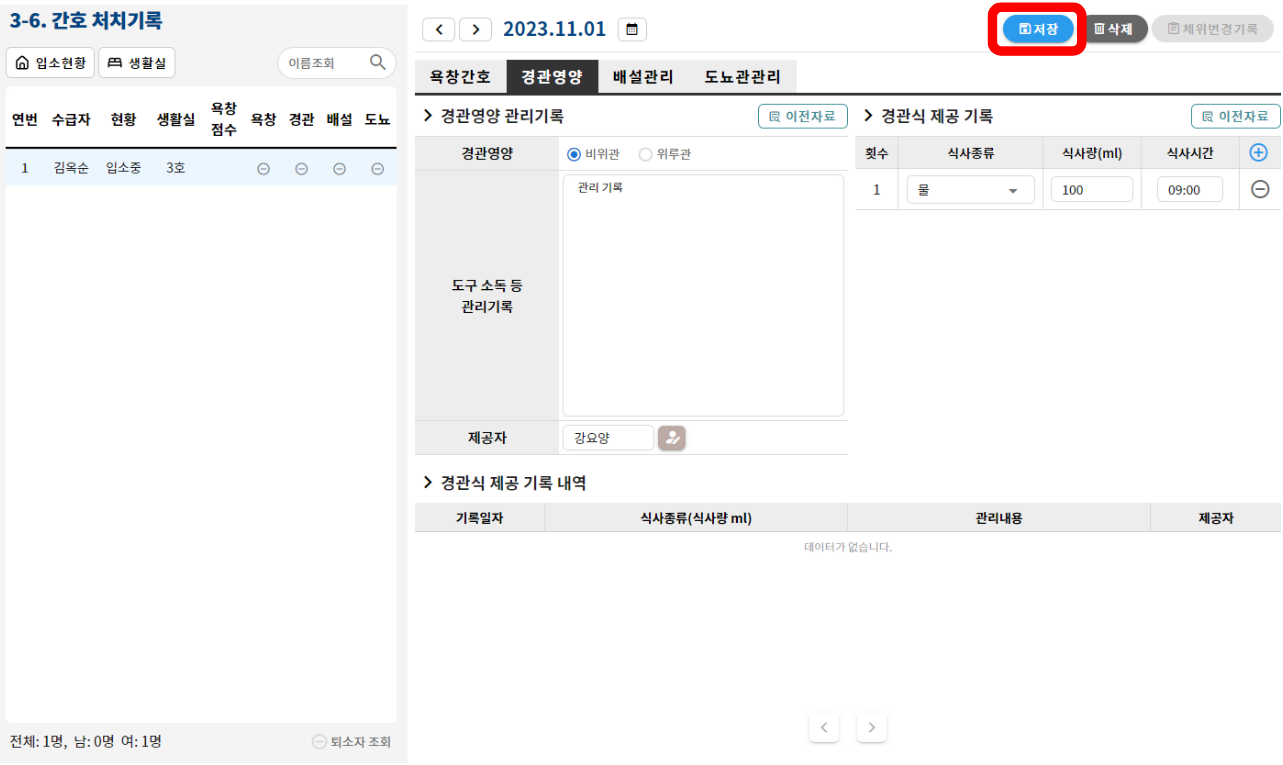 3-6. 간호 처치기록
입소현황 생활실 이름조회
연번 수급자 현황 생활실 욕창 점수 욕창 경관 배설 도뇨
1 김옥순 입소중 3호
전체: 1명, 남: 0명 여: 1명 퇴소자 조회
2023.11.01 저장 삭제 체위변경기록
욕창간호 경관영양 배설관리 도뇨관관리
경관영양 관리기록 이전자료
경관영양 비위관 위루관
도구 소독 등
관리기록
관리 기록
제공자 강요양
경관식 제공 기록 이전자료
횟수 식사종류 식사량(ml) 식사시간
1 물 100 09:00
경관식 제공 기록 내역
기록일자 식사종류(식사량 ml) 관리내용 제공자
데이터가 없습니다.